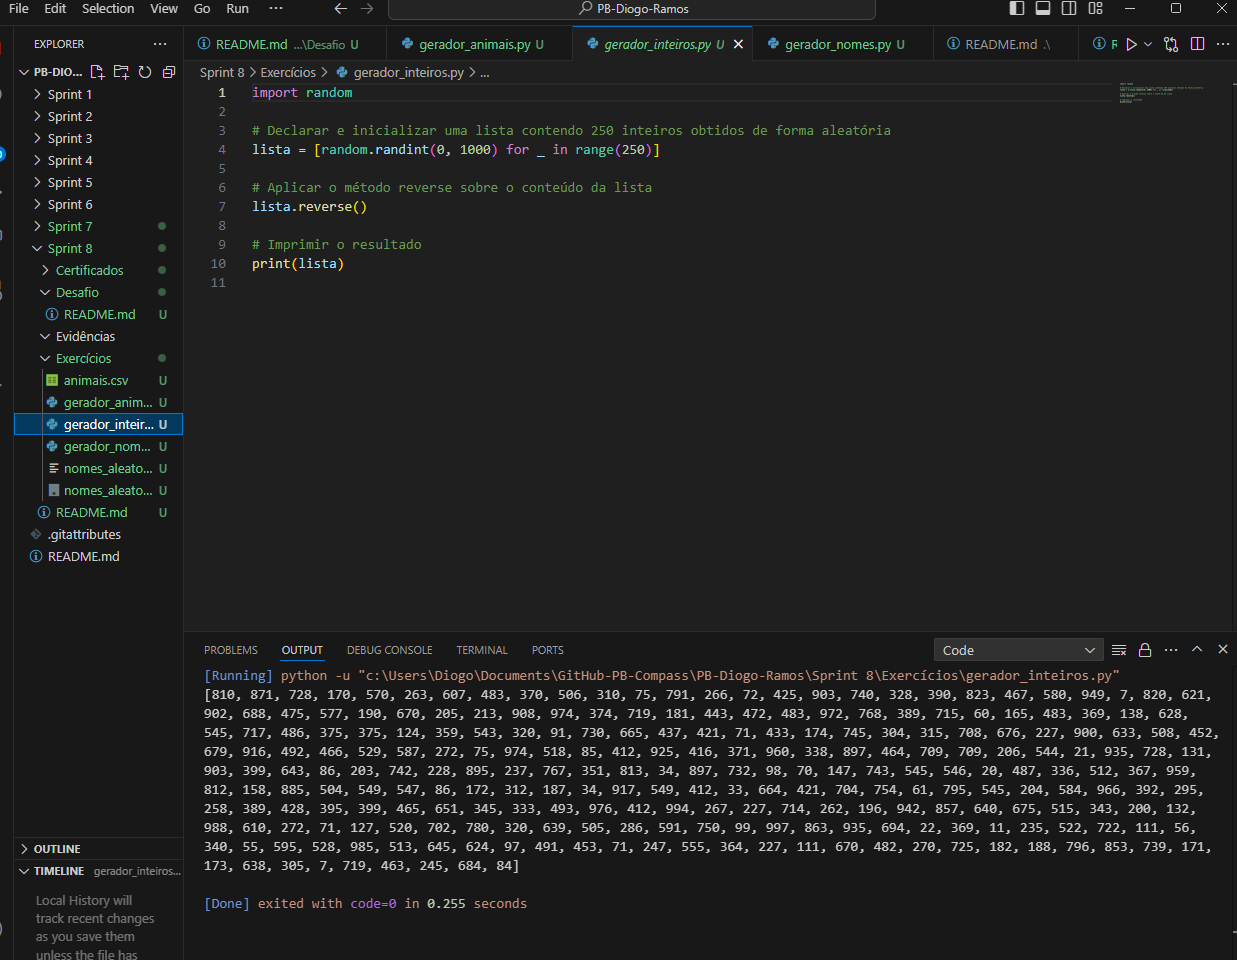 File Edit Selection View Go Run ··· PB-Diogo-Ramos
EXPLORER ···
README.md ...\Desafio U
gerador_animais.py U
gerador_inteiros.py U
gerador_nomes.py U
README.md .\
PB-DIO...
Sprint 8 > Exercícios > gerador_inteiros.py > ...
Sprint 1
Sprint 2
Sprint 3
Sprint 4
Sprint 5
Sprint 6
Sprint 7
Sprint 8
Certificados
Desafio
README.md U
Evidências
Exercícios
animais.csv U
gerador_anim... U
gerador_inteir... U
gerador_nom... U
nomes_aleato... U
nomes_aleato... U
README.md U
.gitattributes
README.md
1 import random
2
3 # Declarar e inicializar uma lista contendo 250 inteiros obtidos de forma aleatória
4 lista = [random.randint(0, 1000) for _ in range(250)]
5
6 # Aplicar o método reverse sobre o conteúdo da lista
7 lista.reverse()
8
9 # Imprimir o resultado
10 print(lista)
11
PROBLEMS OUTPUT DEBUG CONSOLE TERMINAL PORTS Code
[Running] python -u "c:\Users\Diogo\Documents\GitHub-PB-Compass\PB-Diogo-Ramos\Sprint 8\Exercícios\gerador_inteiros.py"
[810, 871, 728, 170, 570, 263, 607, 483, 370, 506, 310, 75, 791, 266, 72, 425, 903, 740, 328, 390, 823, 467, 580, 949, 7, 820, 621,
902, 688, 475, 577, 190, 670, 205, 213, 908, 974, 374, 719, 181, 443, 472, 483, 972, 768, 389, 715, 60, 165, 483, 369, 138, 628,
545, 717, 486, 375, 375, 124, 359, 543, 320, 91, 730, 665, 437, 421, 71, 433, 174, 745, 304, 315, 708, 676, 227, 900, 633, 508, 452,
679, 916, 492, 466, 529, 587, 272, 75, 974, 518, 85, 412, 925, 416, 371, 960, 338, 897, 464, 709, 709, 206, 544, 21, 935, 728, 131,
903, 399, 643, 86, 203, 742, 228, 895, 237, 767, 351, 813, 34, 897, 732, 98, 70, 147, 743, 545, 546, 20, 487, 336, 512, 367, 959,
812, 158, 885, 504, 549, 547, 86, 172, 312, 187, 34, 917, 549, 412, 33, 664, 421, 704, 754, 61, 795, 545, 204, 584, 966, 392, 295,
258, 389, 428, 395, 399, 465, 651, 345, 333, 493, 976, 412, 994, 267, 227, 714, 262, 196, 942, 857, 640, 675, 515, 343, 200, 132,
988, 610, 272, 71, 127, 520, 702, 780, 320, 639, 505, 286, 591, 750, 99, 997, 863, 935, 694, 22, 369, 11, 235, 522, 722, 111, 56,
340, 55, 595, 528, 985, 513, 645, 624, 97, 491, 453, 71, 247, 555, 364, 227, 111, 670, 482, 270, 725, 182, 188, 796, 853, 739, 171,
173, 638, 305, 7, 719, 463, 245, 684, 84]
[Done] exited with code=0 in 0.255 seconds
OUTLINE
TIMELINE gerador_inteiros...
Local History will
track recent changes
as you save them
unless the file has